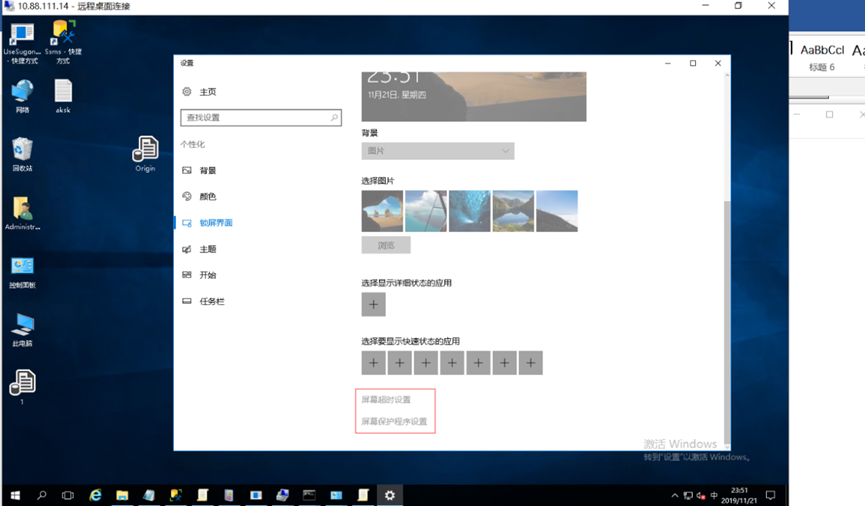 10.88.111.14 - 远程桌面连接
UseSugon...
- 快捷方式
Ssms - 快捷
方式
网络
aksk
回收站
Origin
Administr...
控制面板
此电脑
1
设置
主页
查找设置
个性化
背景
颜色
锁屏界面
主题
开始
任务栏
23:51
11月21日, 星期四
背景
图片
选择图片
浏览
选择显示详细状态的应用
选择要显示快速状态的应用
屏幕超时设置
屏幕保护程序设置
激活 Windows
转到"设置"以激活 Windows。
中
23:51
2019/11/21
AaBbCcI
标题 6